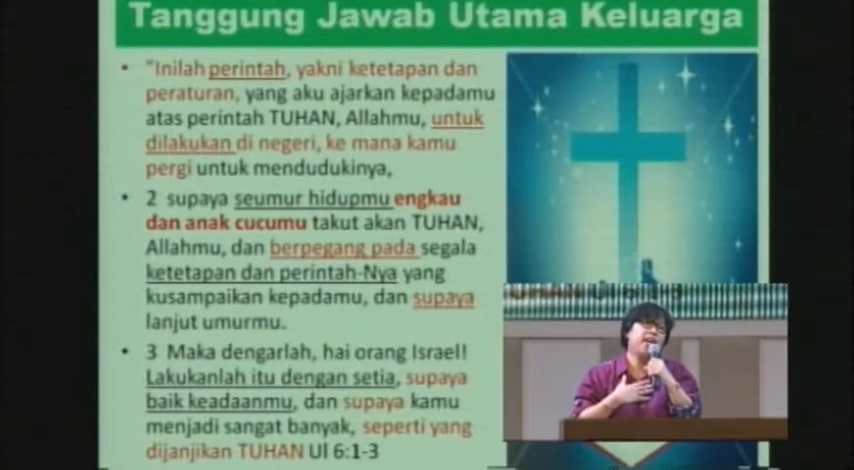 Tanggung Jawab Utama Keluarga
• "Inilah perintah, yakni ketetapan dan
peraturan, yang aku ajarkan kepadamu
atas perintah TUHAN, Allahmu, untuk
dilakukan di negeri, ke mana kamu
pergi untuk mendudukinya,
• 2 supaya seumur hidupmu engkau
dan anak cucumu takut akan TUHAN,
Allahmu, dan berpegang pada segala
ketetapan dan perintah-Nya yang
kusampaikan kepadamu, dan supaya
lanjut umurmu.
• 3 Maka dengarlah, hai orang Israel!
Lakukanlah itu dengan setia, supaya
baik keadaanmu, dan supaya kamu
menjadi sangat banyak, seperti yang
dijanjikan TUHAN Ul 6:1-3